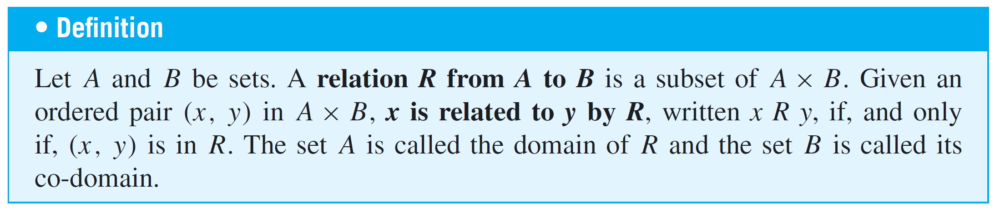 • Definition
Let A and B be sets. A relation R from A to B is a subset of A × B. Given an
ordered pair (x, y) in A × B, x is related to y by R, written x R y, if, and only
if, (x, y) is in R. The set A is called the domain of R and the set B is called its
co-domain.